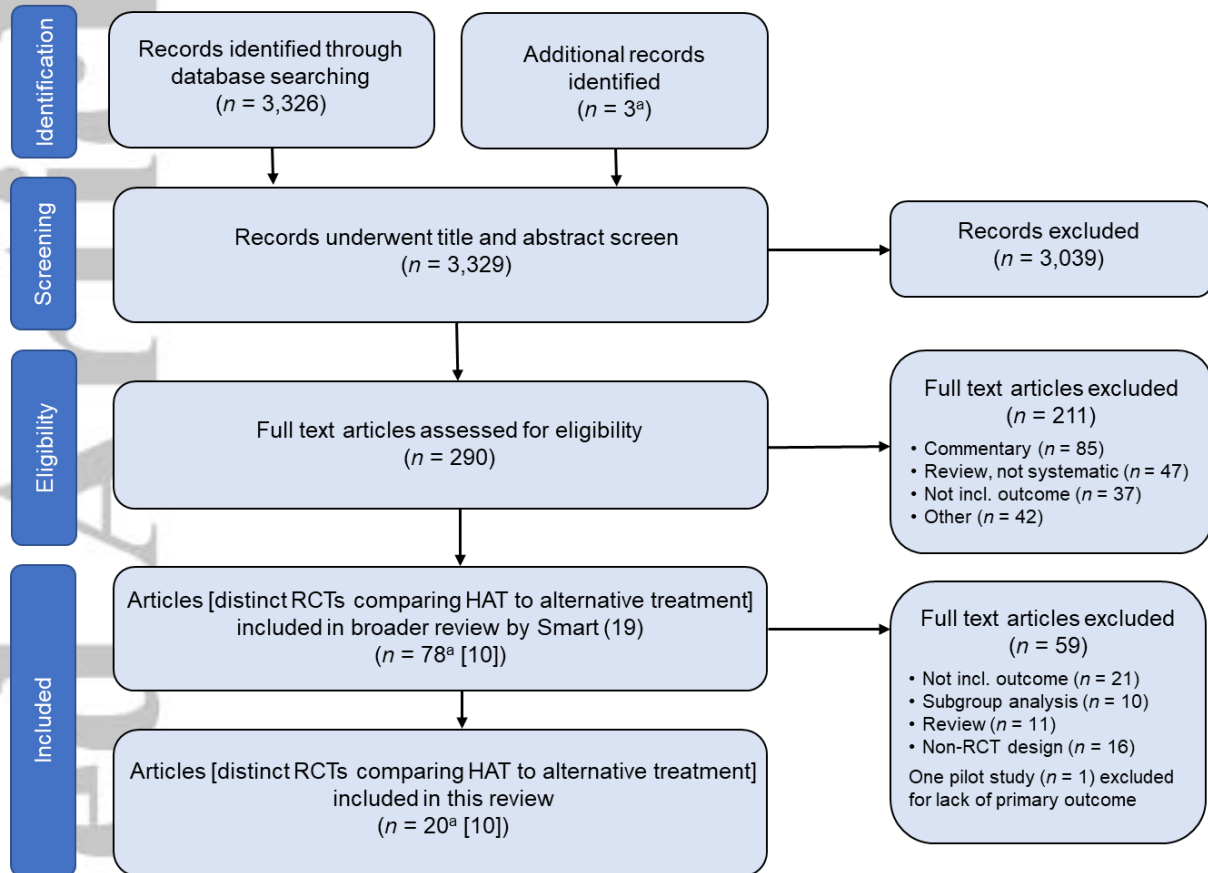 Identification
Records identified through
database searching
(n = 3,326)
Additional records
identified
(n = 3ᵃ)
Screening
Records underwent title and abstract screen
(n = 3,329)
Records excluded
(n = 3,039)
Eligibility
Full text articles assessed for eligibility
(n = 290)
Full text articles excluded
(n = 211)
• Commentary (n = 85)
• Review, not systematic (n = 47)
• Not incl. outcome (n = 37)
• Other (n = 42)
Included
Articles [distinct RCTs comparing HAT to alternative treatment]
included in broader review by Smart (19)
(n = 78ᵃ [10])
Full text articles excluded
(n = 59)
• Not incl. outcome (n = 21)
• Subgroup analysis (n = 10)
• Review (n = 11)
• Non-RCT design (n = 16)
One pilot study (n = 1) excluded
for lack of primary outcome
Articles [distinct RCTs comparing HAT to alternative treatment]
included in this review
(n = 20ᵃ [10])